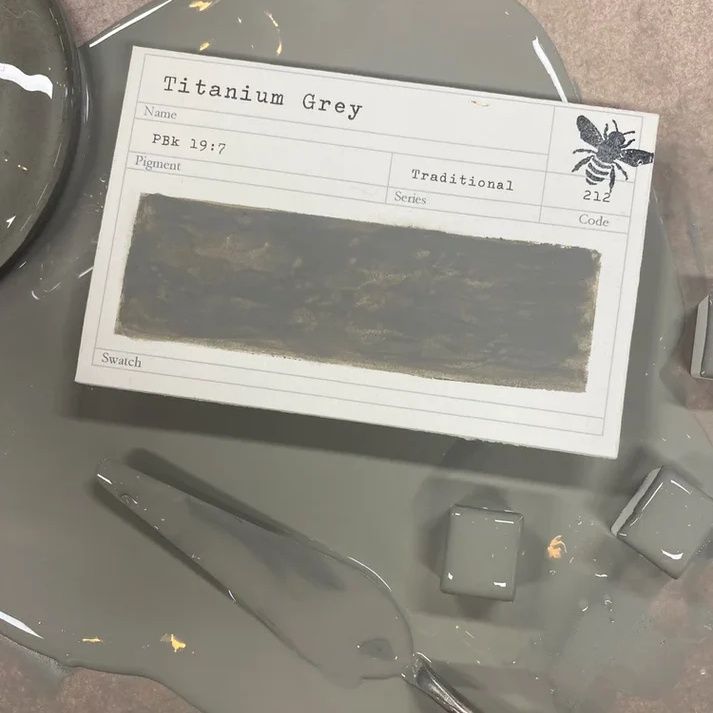 Titanium Grey
Name
PBk 19:7
Pigment
Traditional
Series
212
Code
Swatch